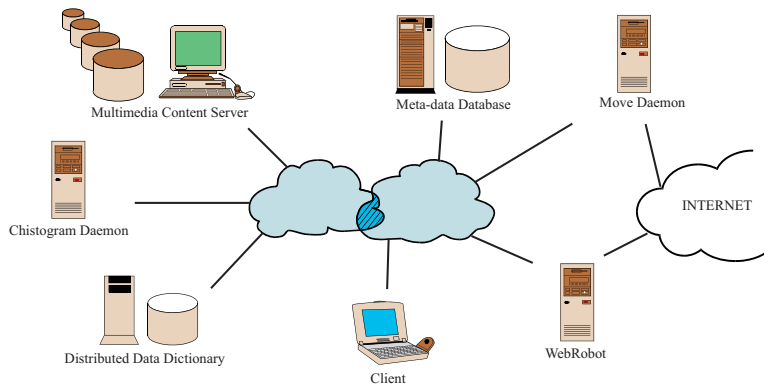 Multimedia Content Server
Meta-data Database
Move Daemon
INTERNET
Chistogram Daemon
Distributed Data Dictionary
Client
WebRobot